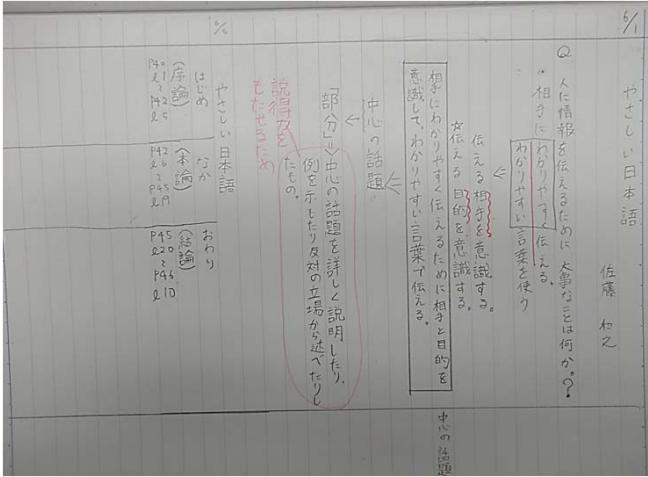 6/1
やさしい日本語
佐藤 和之
Q. 人に情報を伝えるために大事なことは何か。?
・相手にわかりやすく伝える。
わかりやすい言葉を使う
⇐
伝える相手を意識する。
☆伝える目的を意識する。
相手にわかりやすく伝えるために相手と目的を
意識して、わかりやすい言葉で伝える。
中心の話題
⇐
中心の話題
←
「部分」⇒中心の話題を詳しく説明したり、
例を示したり反対の立場から述べたりし
たもの。
説得力を
もたせるため
やさしい日本語
はじめ
(序論)
P40
l1
〜
P42
l5
なか
(本論)
P42
l6
〜
P45
l19
おわり
(結論)
P45
l20
〜
P46
l10